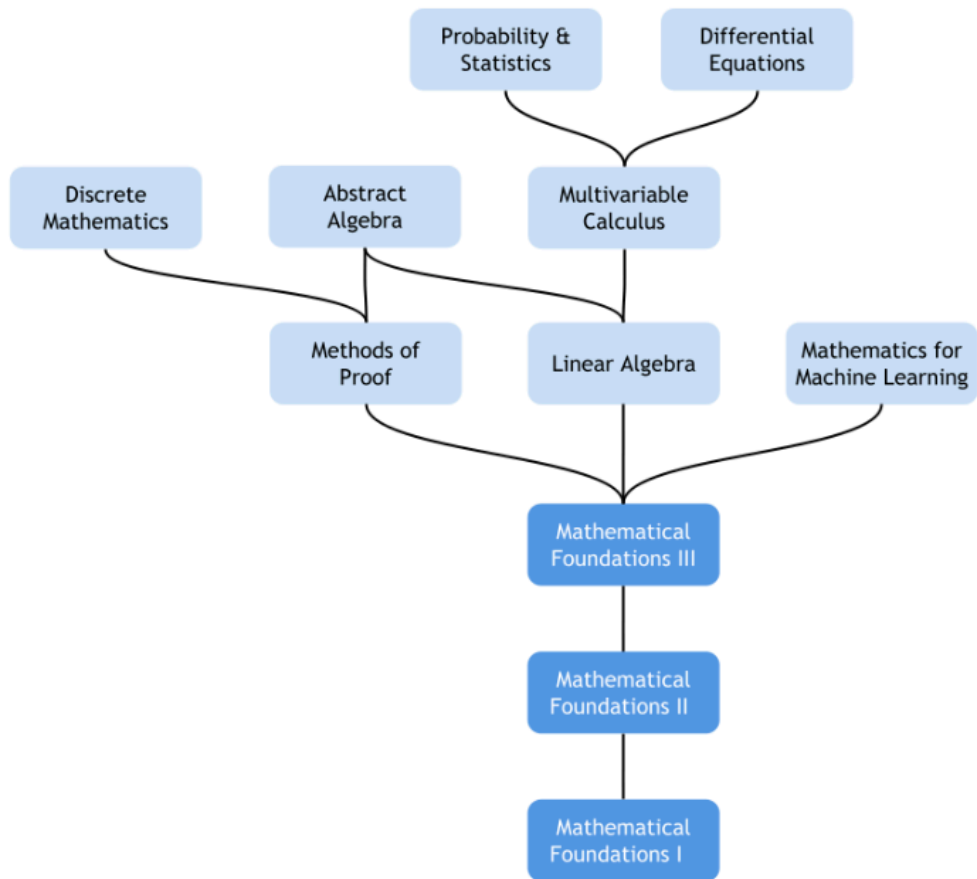 Probability &
Statistics
Differential
Equations
Discrete
Mathematics
Abstract
Algebra
Multivariable
Calculus
Methods of
Proof
Linear Algebra
Mathematics for
Machine Learning
Mathematical
Foundations III
Mathematical
Foundations II
Mathematical
Foundations I